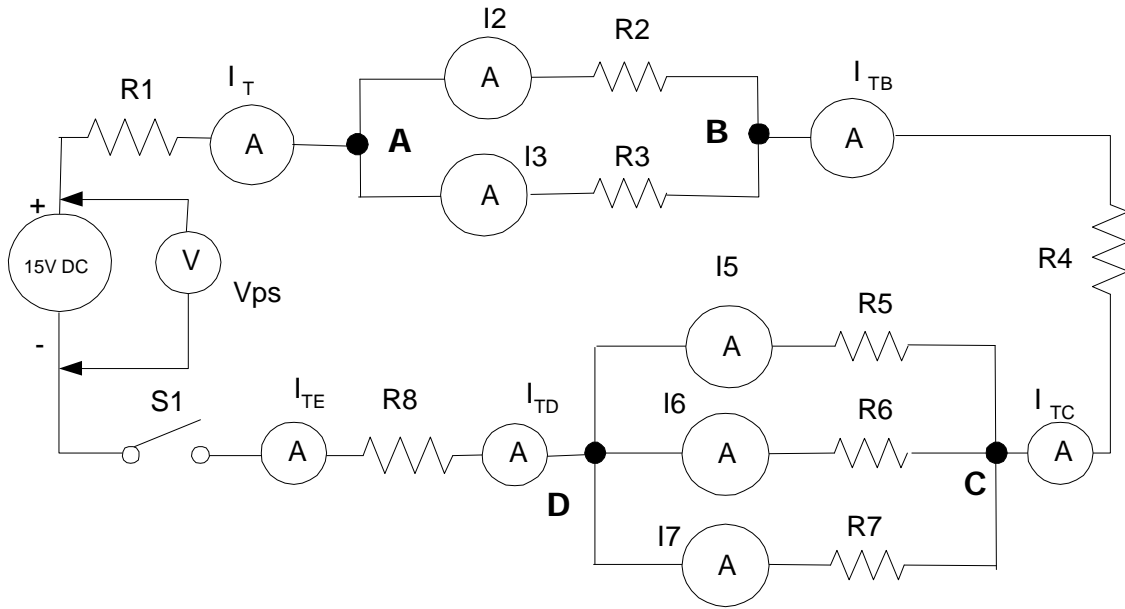 I2
R2
R1
I T
A
A
A
B
I TB
A
I3
R3
A
+
15V DC
V
Vps
-
R4
I5
R5
A
S1
I TE
R8
I TD
I6
R6
I TC
A
A
A
A
D
C
I7
R7
A